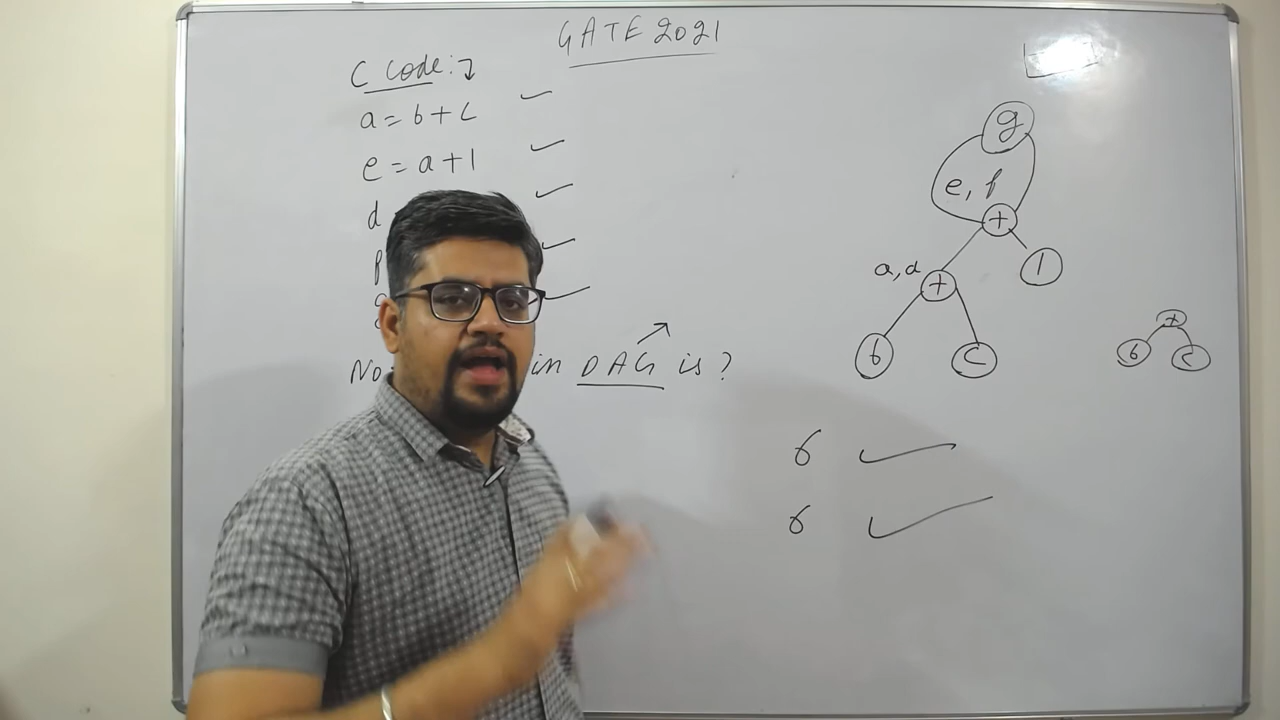 GATE 2021
C Code:
a = b + c
e = a + 1
d
f
in DAG is ?
g
e, f
+
a, d
+
1
b
c
+
b
c
6
6